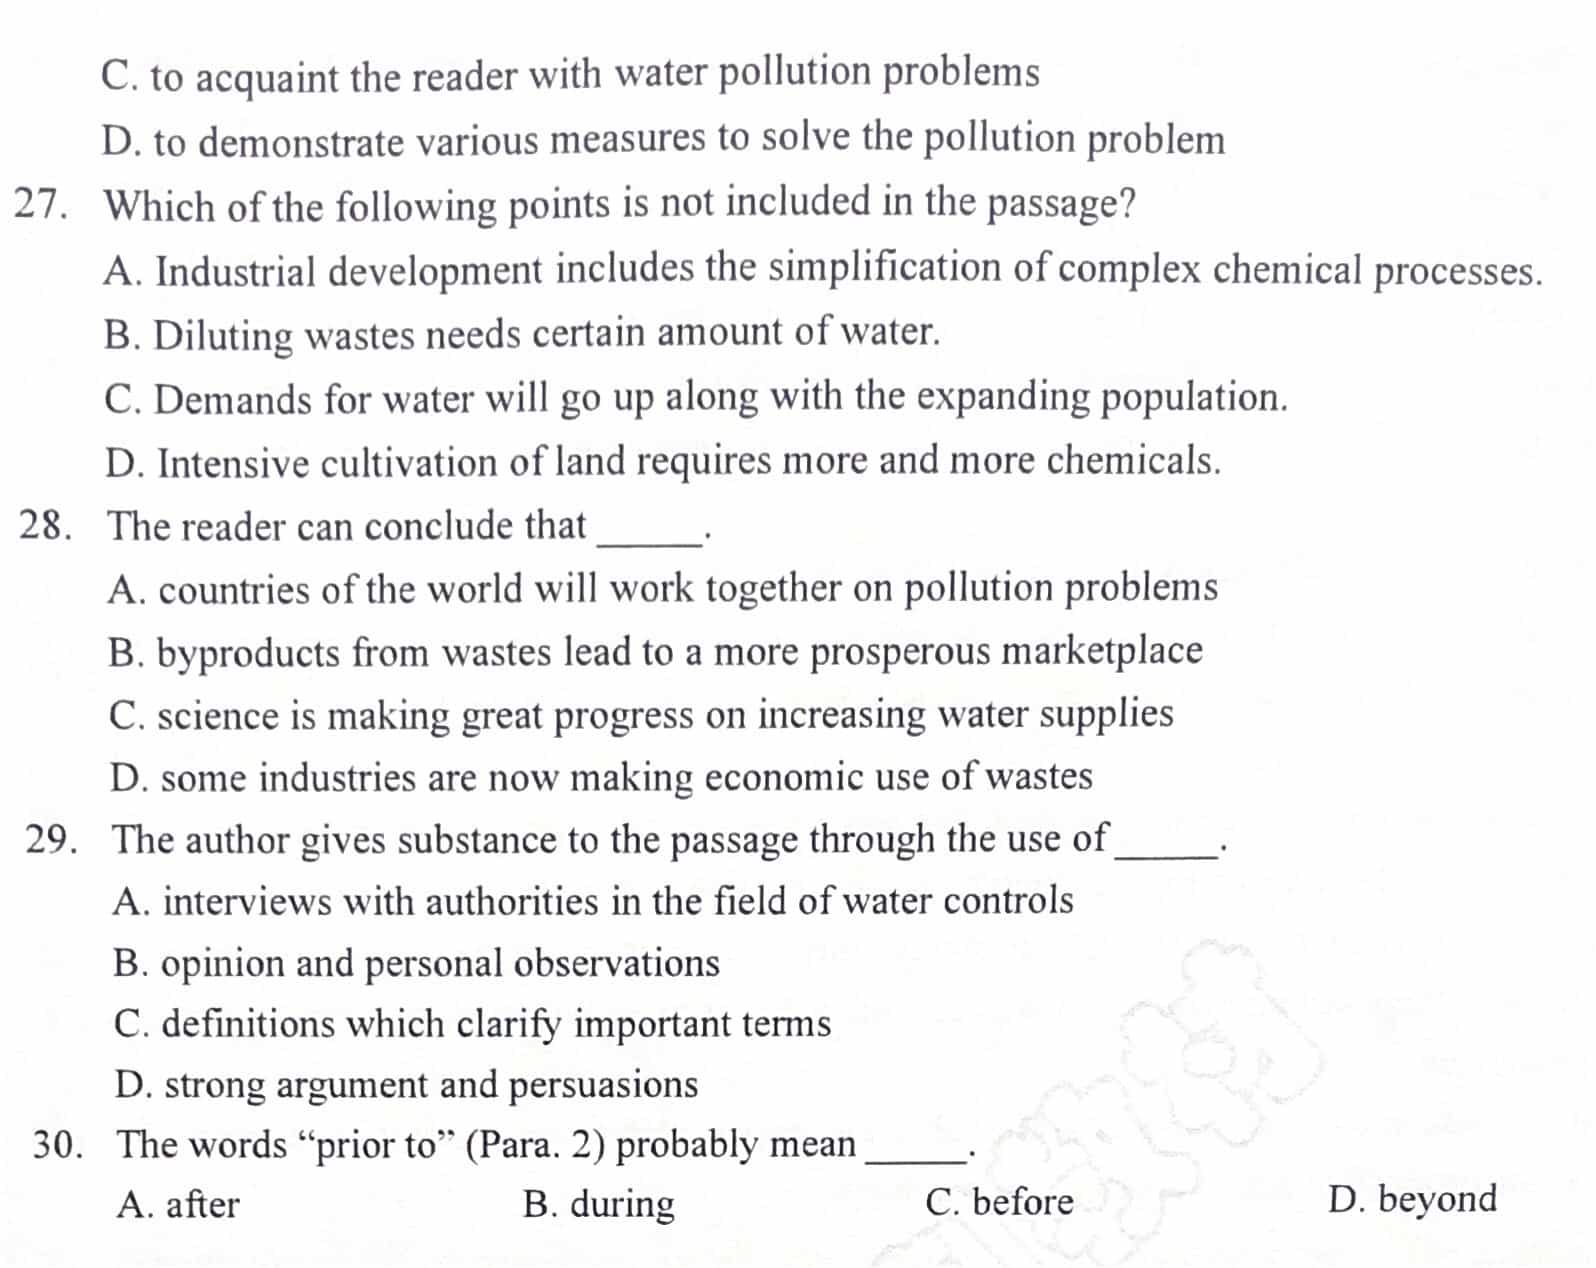 C. to acquaint the reader with water pollution problems
D. to demonstrate various measures to solve the pollution problem
27. Which of the following points is not included in the passage?
A. Industrial development includes the simplification of complex chemical processes.
B. Diluting wastes needs certain amount of water.
C. Demands for water will go up along with the expanding population.
D. Intensive cultivation of land requires more and more chemicals.
28. The reader can conclude that _____.
A. countries of the world will work together on pollution problems
B. byproducts from wastes lead to a more prosperous marketplace
C. science is making great progress on increasing water supplies
D. some industries are now making economic use of wastes
29. The author gives substance to the passage through the use of _____.
A. interviews with authorities in the field of water controls
B. opinion and personal observations
C. definitions which clarify important terms
D. strong argument and persuasions
30. The words “prior to” (Para. 2) probably mean _____.
A. after B. during C. before D. beyond